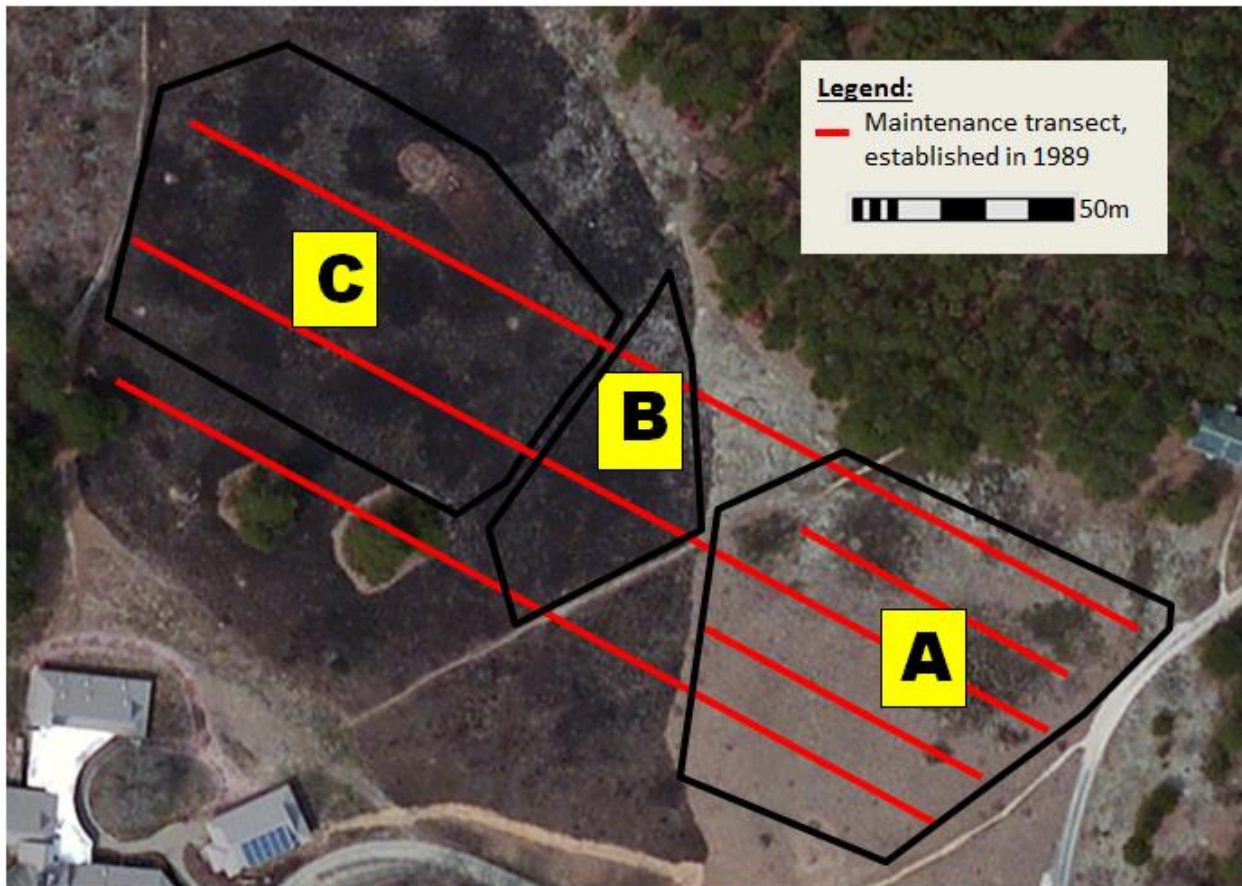 Legend:
Maintenance transect,
established in 1989
50m
C
B
A